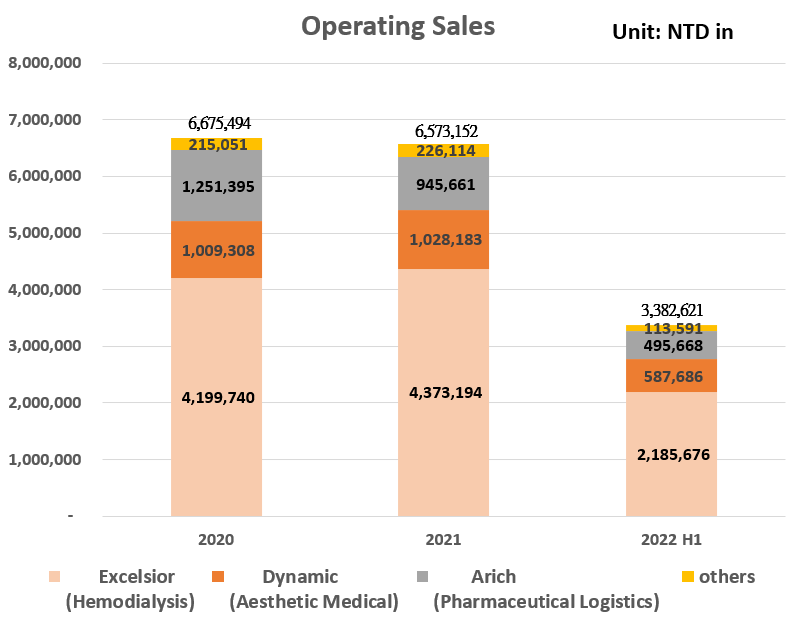 Operating Sales
Unit: NTD in
8,000,000
7,000,000
6,000,000
5,000,000
4,000,000
3,000,000
2,000,000
1,000,000
-
6,675,494
215,051
1,251,395
1,009,308
4,199,740
6,573,152
226,114
945,661
1,028,183
4,373,194
3,382,621
113,591
495,668
587,686
2,185,676
2020
2021
2022 H1
Excelsior
(Hemodialysis)
Dynamic
(Aesthetic Medical)
Arich
(Pharmaceutical Logistics)
others